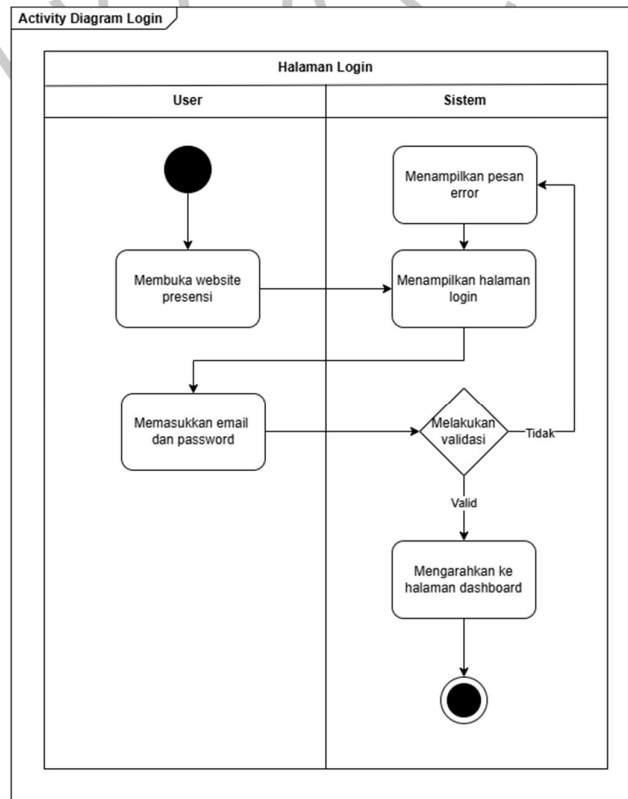 Activity Diagram Login
Halaman Login
User
Sistem
Menampilkan pesan
error
Membuka website
presensi
Menampilkan halaman
login
Memasukkan email
dan password
Melakukan
validasi
Tidak
Valid
Mengarahkan ke
halaman dashboard